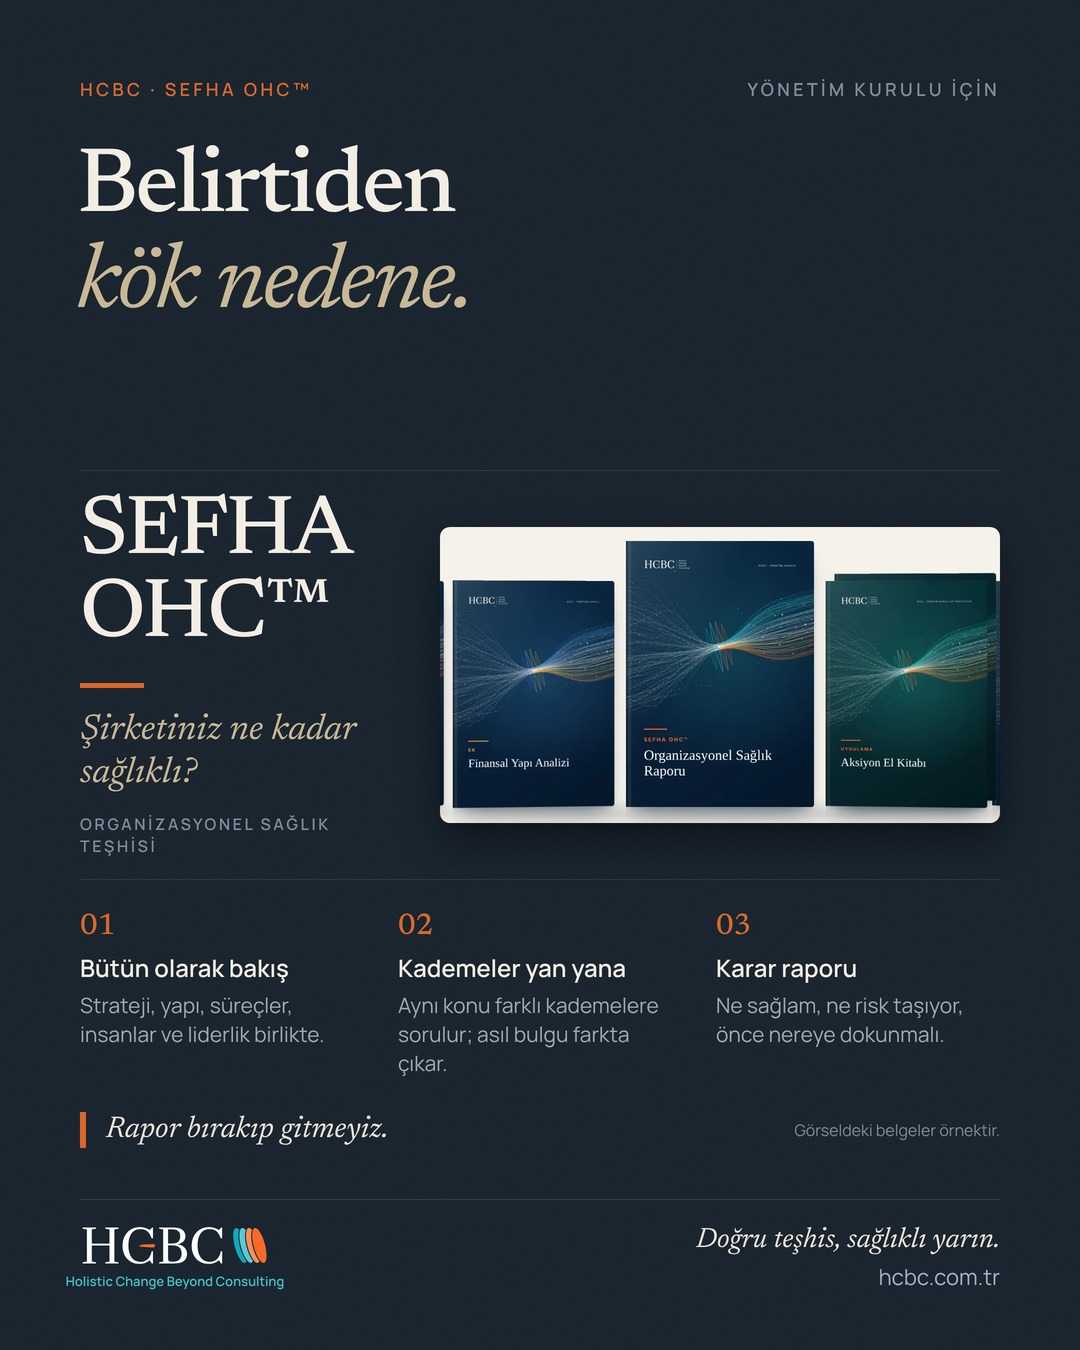 HCBC · SEFHA OHC™
YÖNETİM KURULU İÇİN
Belirtiden
kök nedene.
SEFHA
OHC™
Şirketiniz ne kadar
sağlıklı?
ORGANİZASYONEL SAĞLIK
TEŞHİSİ
HCBC
EK
Finansal Yapı Analizi
HCBC
SEFHA OHC™
Organizasyonel Sağlık
Raporu
HCBC
UYGULAMA
Aksiyon El Kitabı
01
Bütün olarak bakış
Strateji, yapı, süreçler,
insanlar ve liderlik birlikte.
02
Kademeler yan yana
Aynı konu farklı kademelere
sorulur; asıl bulgu farkta
çıkar.
03
Karar raporu
Ne sağlam, ne risk taşıyor,
önce nereye dokunmalı.
Rapor bırakıp gitmeyiz.
Görseldeki belgeler örnektir.
HCBC
Holistic Change Beyond Consulting
Doğru teşhis, sağlıklı yarın.
hcbc.com.tr